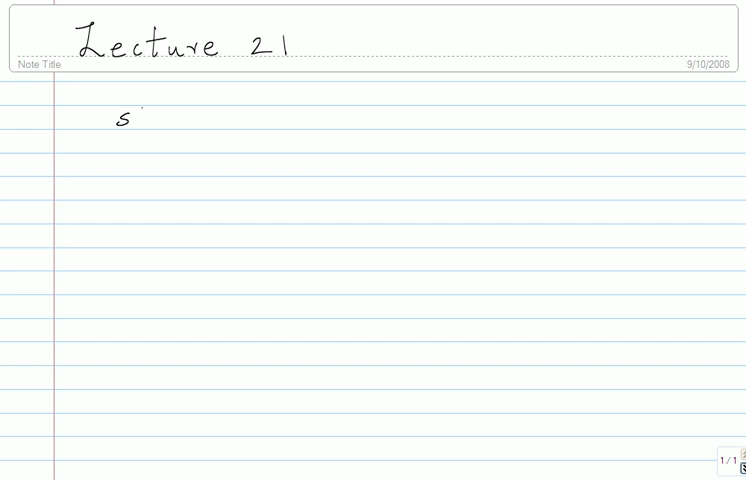 Lecture 21
Note Title
9/10/2008
s
1 / 1